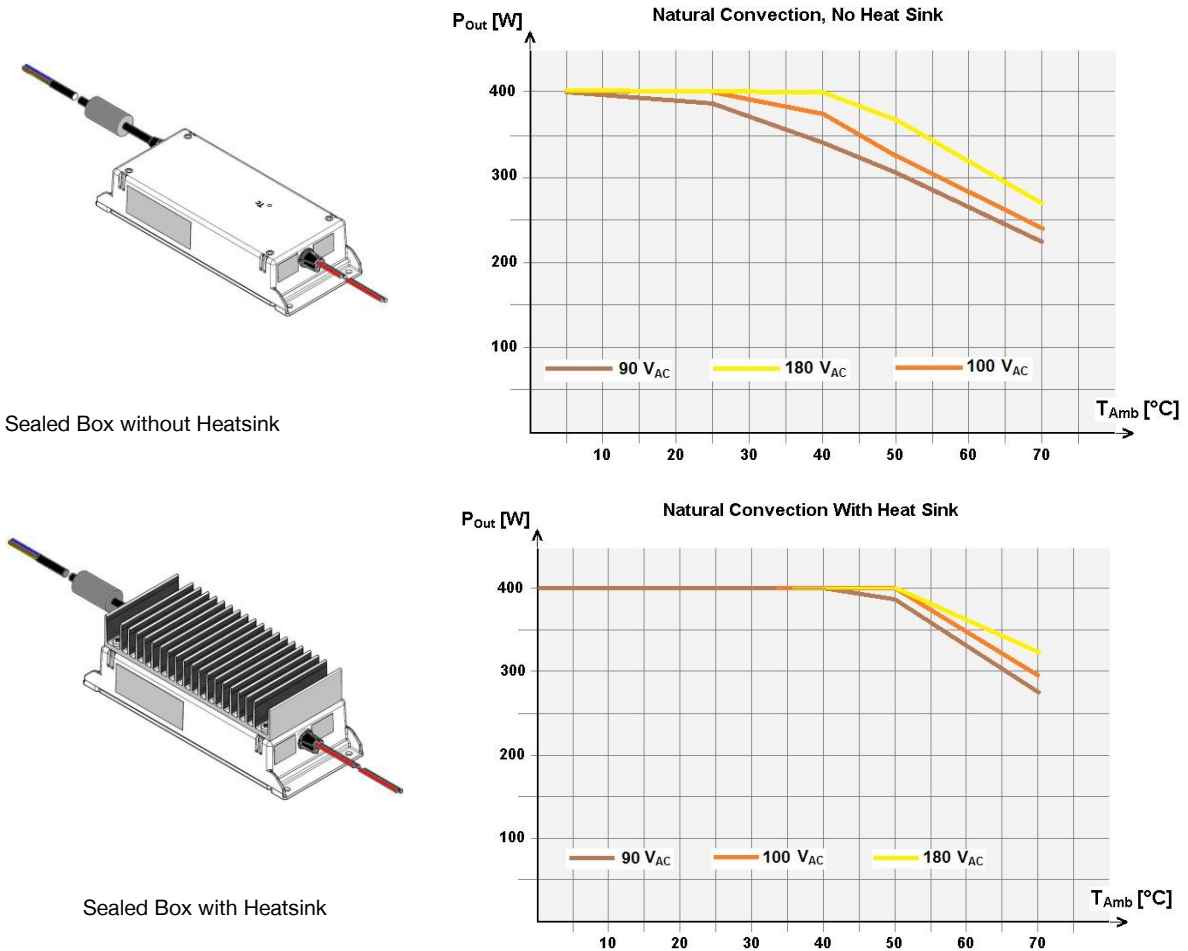 Natural Convection, No Heat Sink
P_Out [W]
400
300
200
100
90 V_AC
180 V_AC
100 V_AC
T_Amb [°C]
10 20 30 40 50 60 70
Tc
Sealed Box without Heatsink
Natural Convection With Heat Sink
P_Out [W]
400
300
200
100
90 V_AC
100 V_AC
180 V_AC
T_Amb [°C]
10 20 30 40 50 60 70
Sealed Box with Heatsink